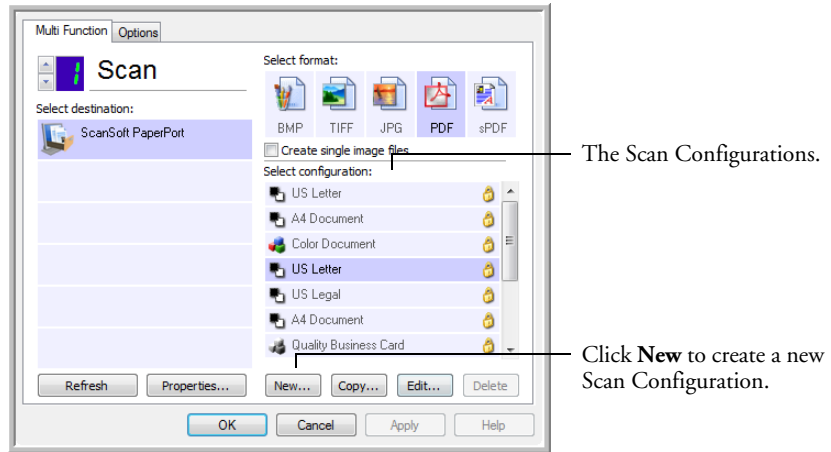 Multi Function Options
1 Scan
Select destination:
ScanSoft PaperPort
Select format:
BMP TIFF JPG PDF sPDF
Create single image files
Select configuration:
US Letter
A4 Document
Color Document
US Letter
US Legal
A4 Document
Quality Business Card
Refresh Properties... New... Copy... Edit... Delete
OK Cancel Apply Help
The Scan Configurations.
Click New to create a new
Scan Configuration.